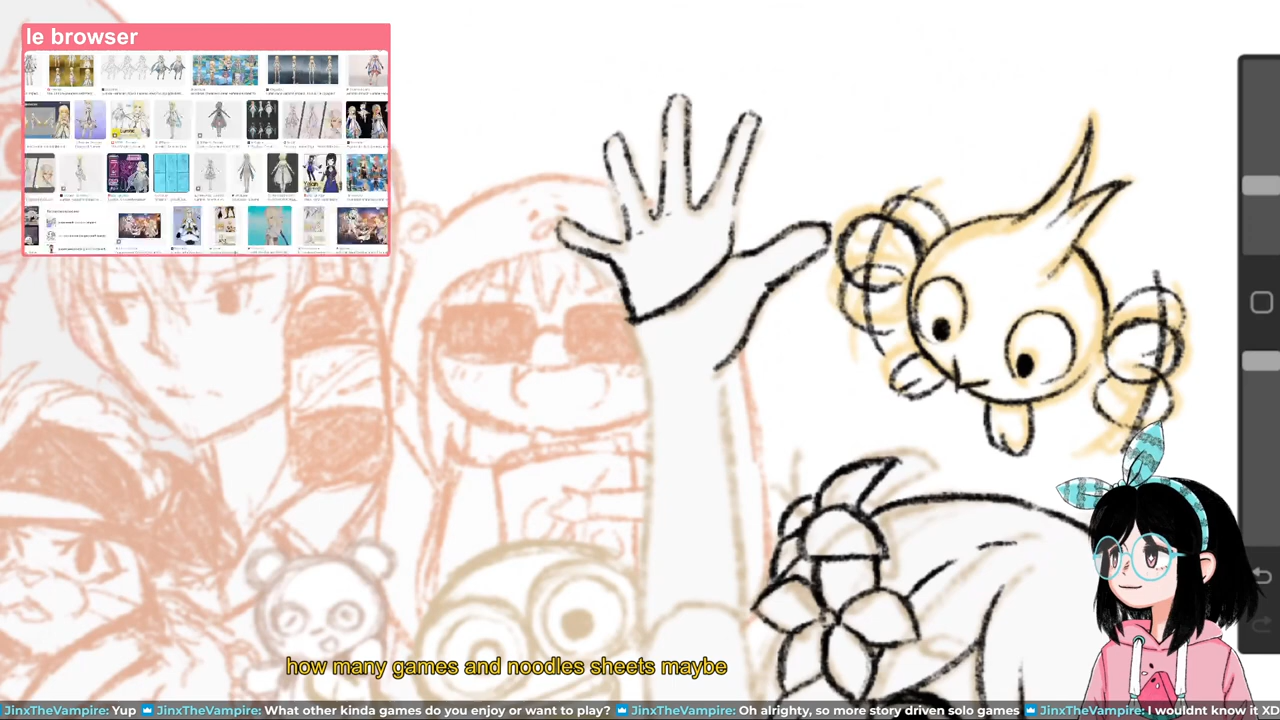 le browser
how many games and noodles sheets maybe
JinxTheVampire: Yup JinxTheVampire: What other kinda games do you enjoy or want to play? JinxTheVampire: Oh alrighty, so more story driven solo games JinxTheVampire: I wouldnt know it XD